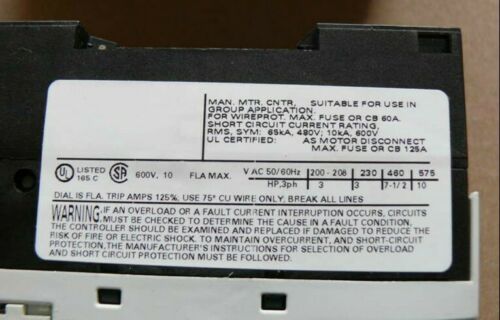 MAN. MTR. CNTR. SUITABLE FOR USE IN
GROUP APPLICATION.
FOR WIREPROT. MAX. FUSE OR CB 60A.
SHORT CIRCUIT CURRENT RATING,
RMS, SYM: 65kA, 480V; 10kA, 600V
UL CERTIFIED: AS MOTOR DISCONNECT
MAX. FUSE OR CB 125A
UL LISTED 165 C SA 600V, 10 FLA MAX. V AC 50/60Hz 200 - 208 230 460 575
HP,3ph 3 3 7-1/2 10
DIAL IS FLA. TRIP AMPS 125%, USE 75° CU WIRE ONLY, BREAK ALL LINES
WARNING: IF AN OVERLOAD OR A FAULT CURRENT INTERRUPTION OCCURS, CIRCUITS
MUST BE CHECKED TO DETERMINE THE CAUSE IN A FAULT CONDITION,
THE CONTROLLER SHOULD BE EXAMINED AND REPLACED IF DAMAGED TO REDUCE THE
RISK OF FIRE OR ELECTRIC SHOCK. TO MAINTAIN OVERCURRENT, AND SHORT-CIRCUIT
PROTECTION, THE MANUFACTURER'S INSTRUCTIONS FOR SELECTION OF OVERLOAD
AND SHORT CIRCUIT PROTECTION MUST BE FOLLOWED.